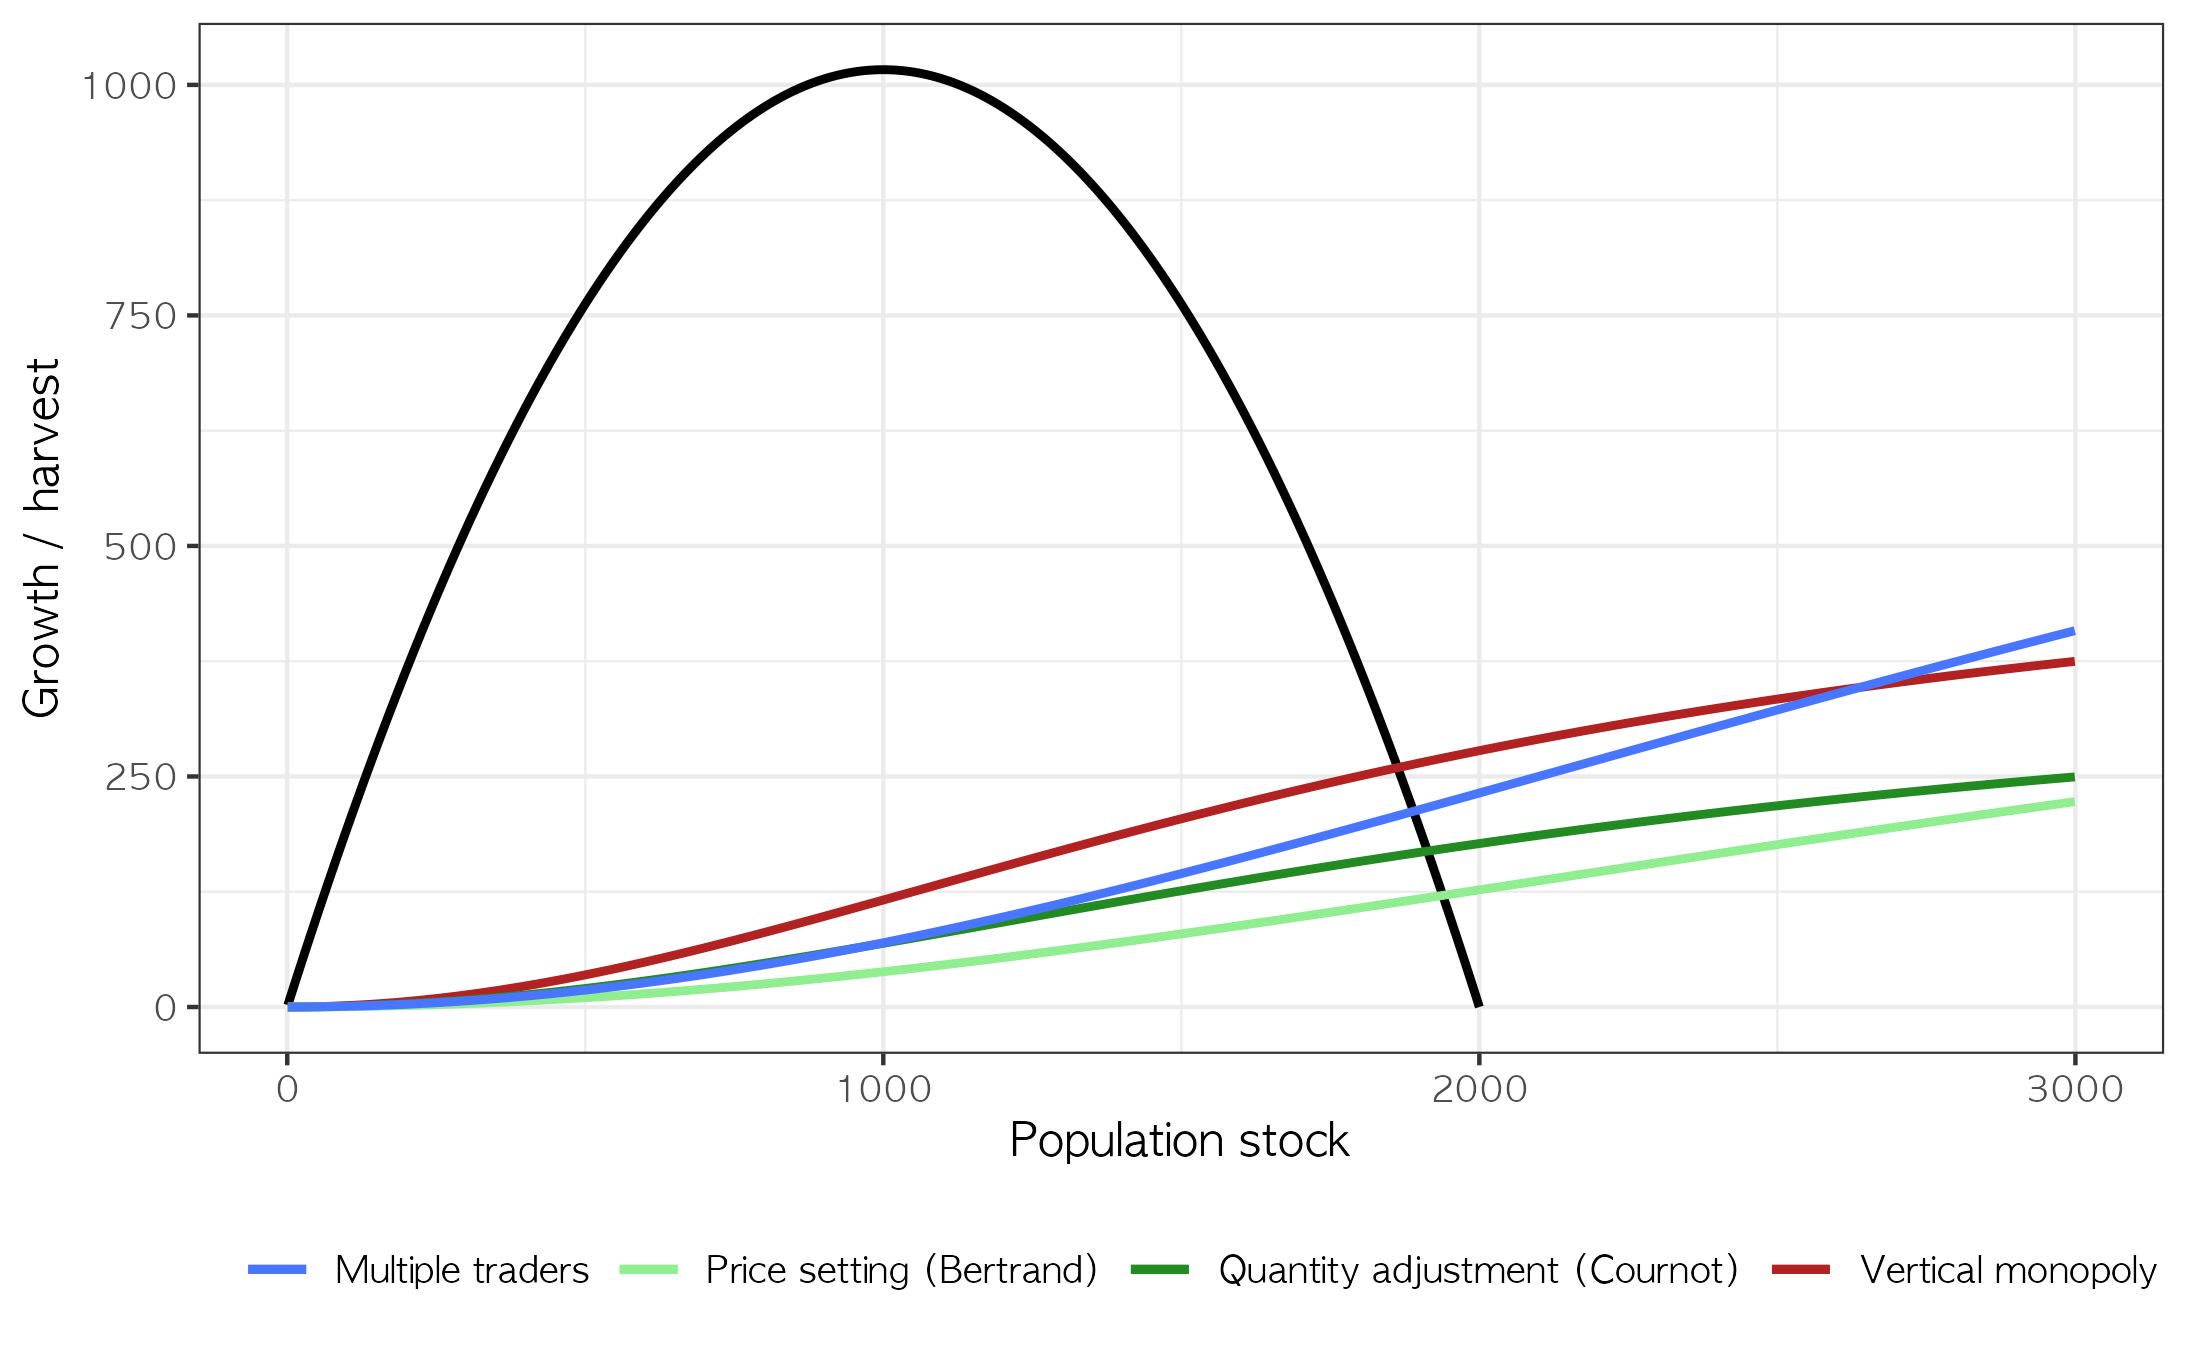 Growth / harvest
1000
750
500
250
0
0 1000 2000 3000
Population stock
Multiple traders Price setting (Bertrand) Quantity adjustment (Cournot) Vertical monopoly